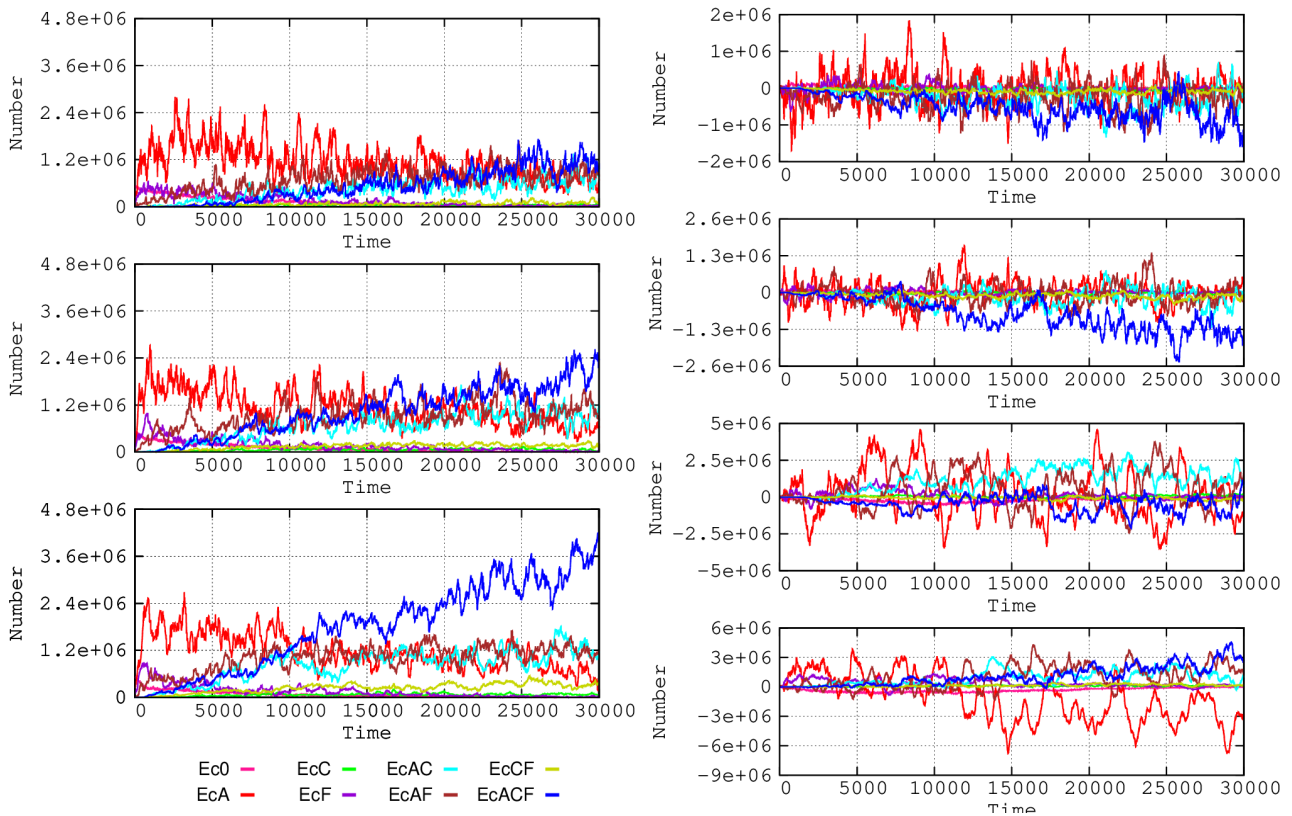 4.8e+06
3.6e+06
2.4e+06
1.2e+06
0
Number
0 5000 10000 15000 20000 25000 30000
Time
4.8e+06
3.6e+06
2.4e+06
1.2e+06
0
Number
0 5000 10000 15000 20000 25000 30000
Time
4.8e+06
3.6e+06
2.4e+06
1.2e+06
0
Number
0 5000 10000 15000 20000 25000 30000
Time
Ec0 EcC EcAC EcCF
EcA EcF EcAF EcACF
2e+06
1e+06
0
-1e+06
-2e+06
Number
0 5000 10000 15000 20000 25000 30000
Time
2.6e+06
1.3e+06
0
-1.3e+06
-2.6e+06
Number
0 5000 10000 15000 20000 25000 30000
Time
5e+06
2.5e+06
0
-2.5e+06
-5e+06
Number
0 5000 10000 15000 20000 25000 30000
Time
6e+06
3e+06
0
-3e+06
-6e+06
-9e+06
Number
0 5000 10000 15000 20000 25000 30000
Time